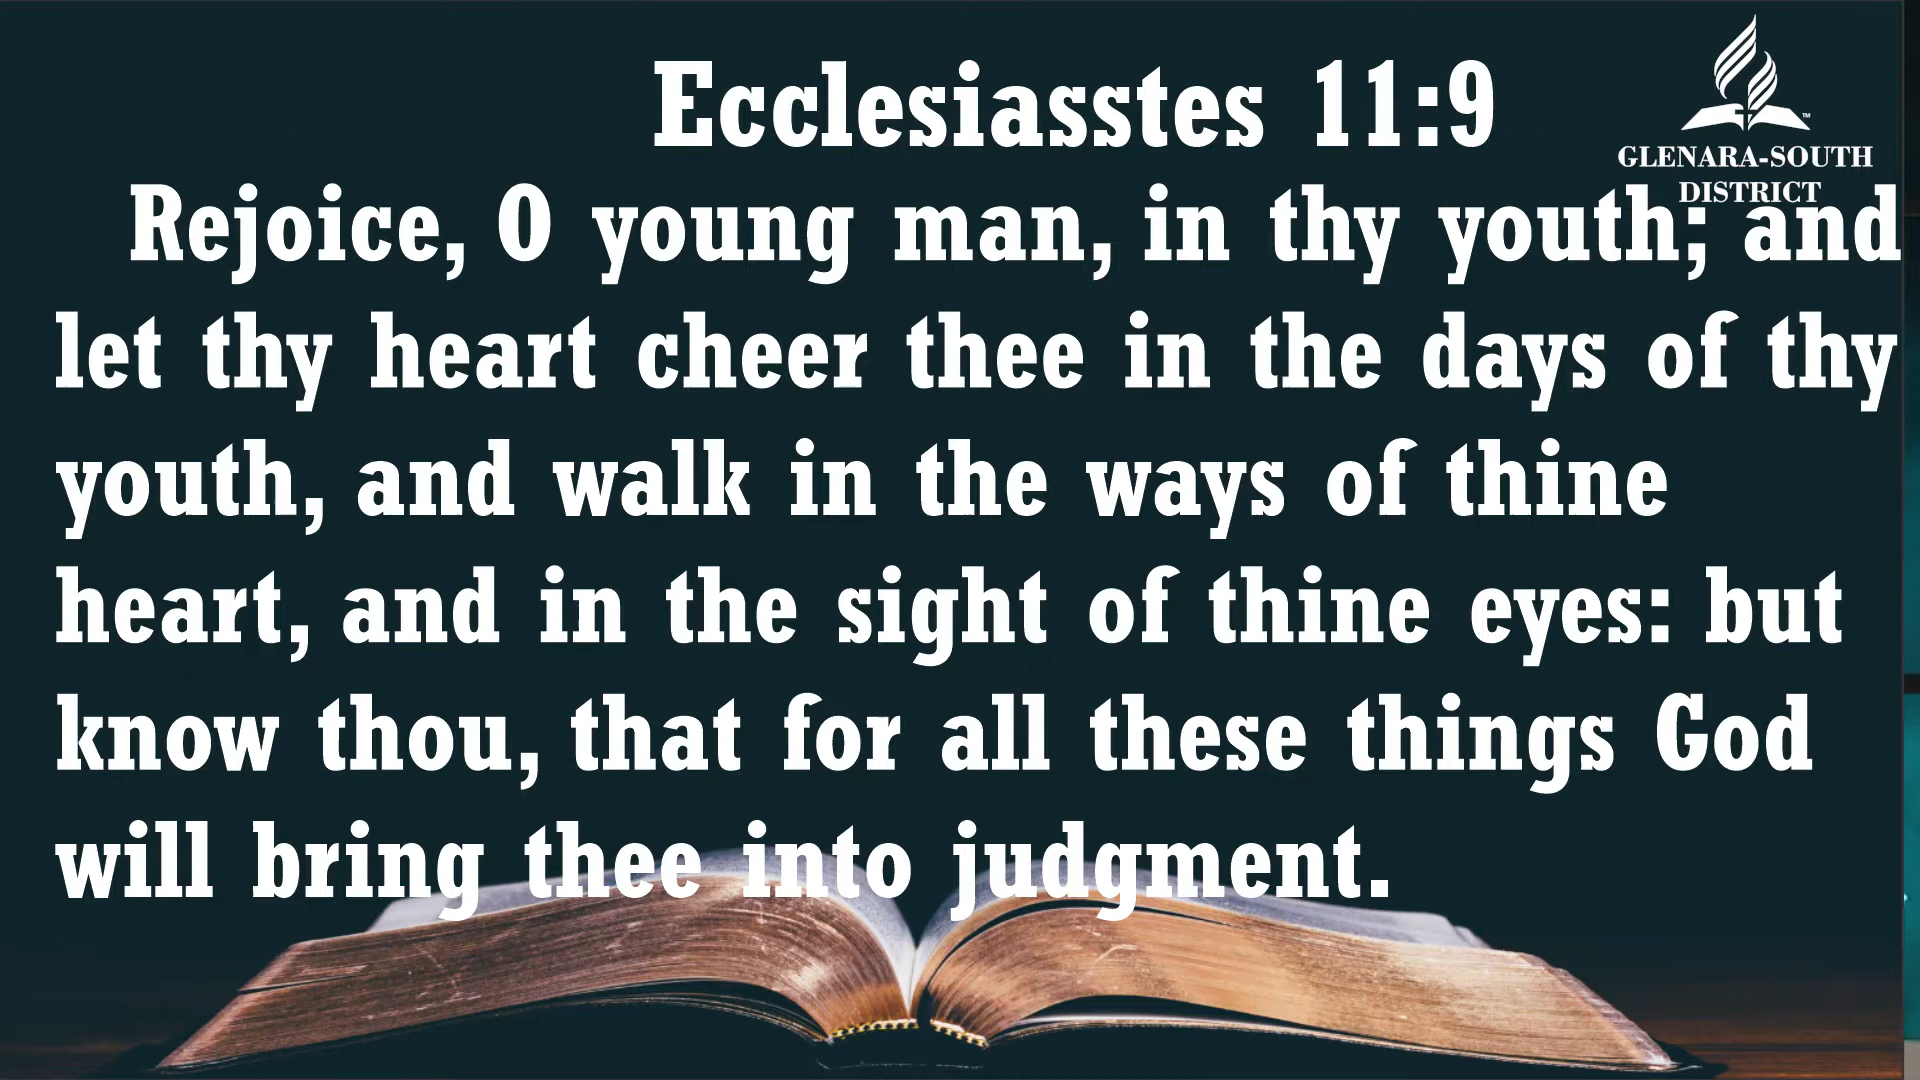 Ecclesiasstes 11:9
GLENARA-SOUTH
DISTRICT
Rejoice, O young man, in thy youth; and
let thy heart cheer thee in the days of thy
youth, and walk in the ways of thine
heart, and in the sight of thine eyes: but
know thou, that for all these things God
will bring thee into judgment.